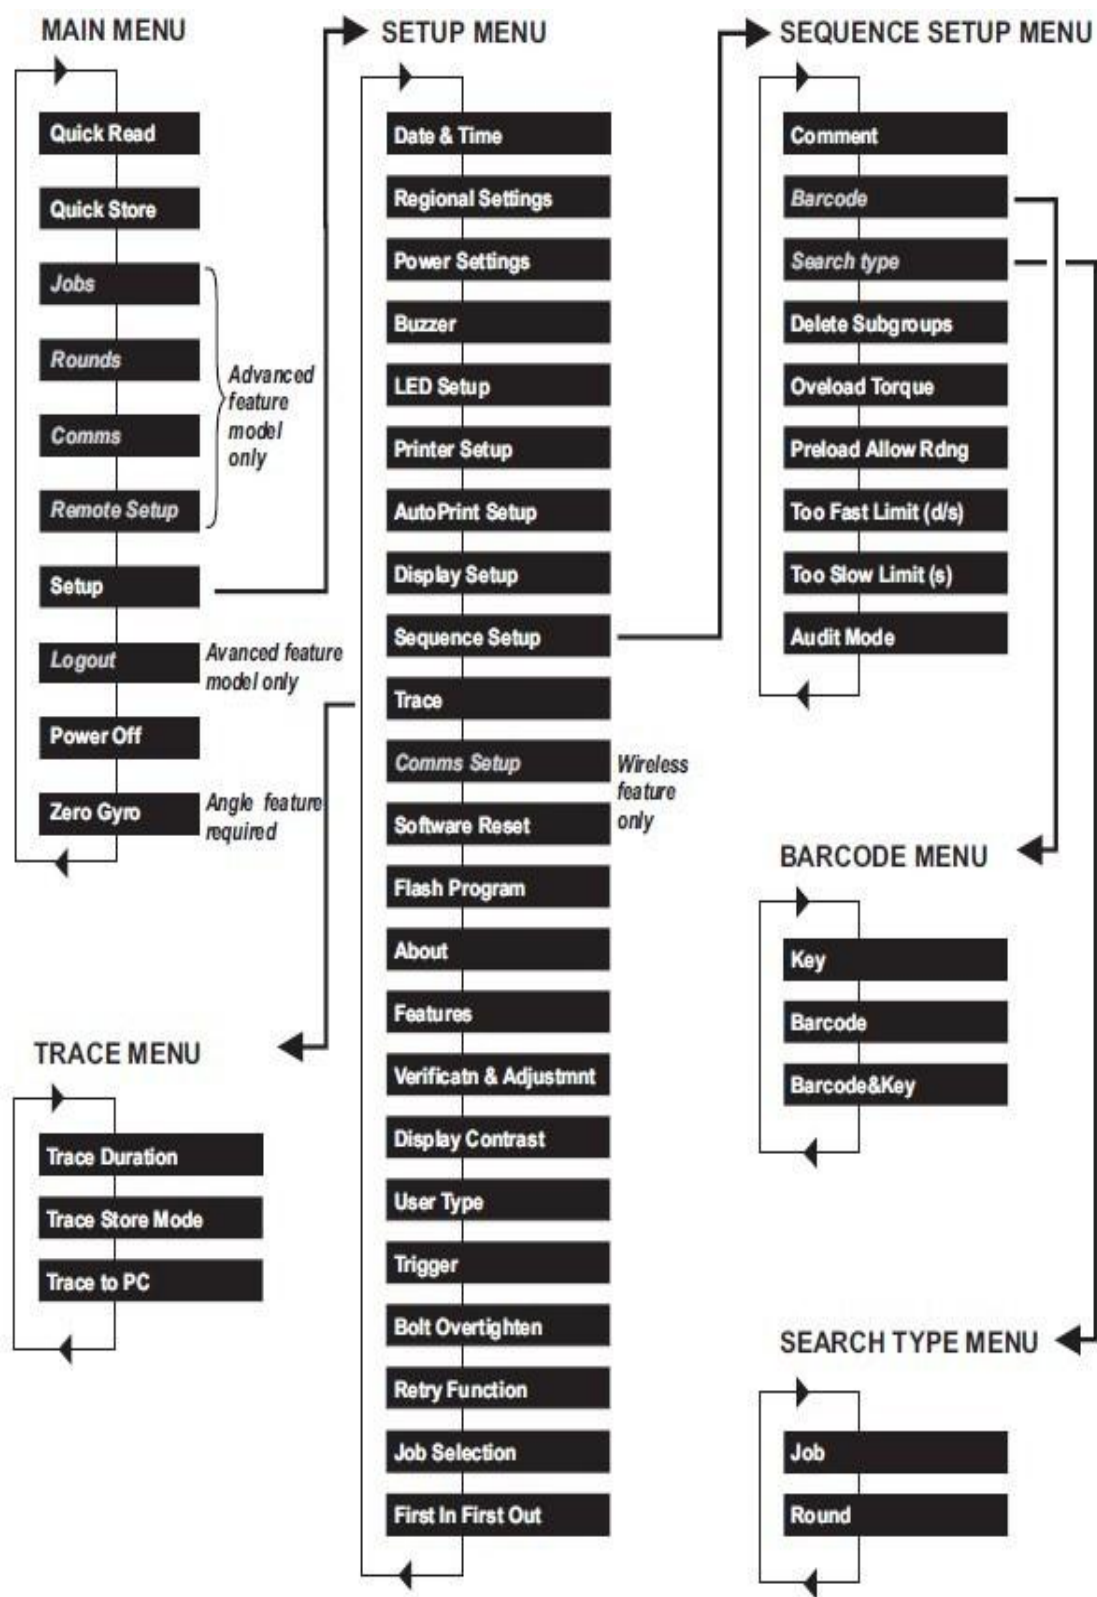 MAIN MENU
Quick Read
Quick Store
Jobs
Rounds
Comms
Remote Setup
Advanced
feature
model
only
Setup
Logout
Avanced feature
model only
Power Off
Zero Gyro
Angle feature
required
TRACE MENU
Trace Duration
Trace Store Mode
Trace to PC
SETUP MENU
Date & Time
Regional Settings
Power Settings
Buzzer
LED Setup
Printer Setup
AutoPrint Setup
Display Setup
Sequence Setup
Trace
Comms Setup
Wireless
feature
only
Software Reset
Flash Program
About
Features
Verificatn & Adjustmnt
Display Contrast
User Type
Trigger
Bolt Overtighten
Retry Function
Job Selection
First In First Out
SEQUENCE SETUP MENU
Comment
Barcode
Search type
Delete Subgroups
Oveload Torque
Preload Allow Rdng
Too Fast Limit (d/s)
Too Slow Limit (s)
Audit Mode
BARCODE MENU
Key
Barcode
Barcode&Key
SEARCH TYPE MENU
Job
Round